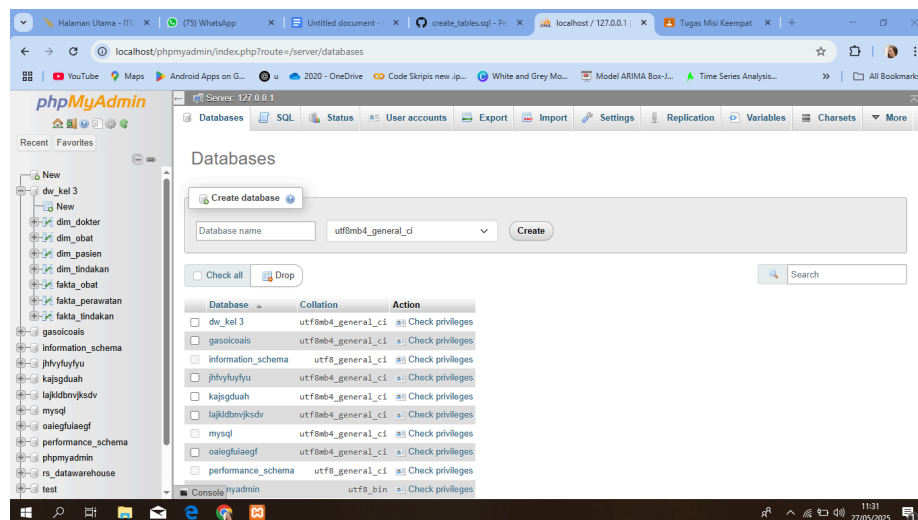 Halaman Utama - ITE
(75) WhatsApp
Untitled document -
create_tables.sql - Pe
localhost / 127.0.0.1 |
Tugas Misi Keempat
localhost/phpmyadmin/index.php?route=/server/databases
YouTube
Maps
Android Apps on G...
u
2020 - OneDrive
Code Skripis new .ip...
White and Grey Mo...
Model ARIMA Box-J...
Time Series Analysis...
»
All Bookmarks
phpMyAdmin
Recent Favorites
New
dw_kel 3
New
dim_dokter
dim_obat
dim_pasien
dim_tindakan
fakta_obat
fakta_perawatan
fakta_tindakan
gasoicoais
information_schema
jhfvyfuyfyu
kajsgduah
lajkldbnvjksdv
mysql
oaiegfuiaegf
performance_schema
phpmyadmin
rs_datawarehouse
test
Server: 127.0.0.1
Databases
SQL
Status
User accounts
Export
Import
Settings
Replication
Variables
Charsets
More
Databases
Create database
Database name
utf8mb4_general_ci
Create
Check all
Drop
Search
Database Collation Action
dw_kel 3 utf8mb4_general_ci Check privileges
gasoicoais utf8mb4_general_ci Check privileges
information_schema utf8_general_ci Check privileges
jhfvyfuyfyu utf8mb4_general_ci Check privileges
kajsgduah utf8mb4_general_ci Check privileges
lajkldbnvjksdv utf8mb4_general_ci Check privileges
mysql utf8mb4_general_ci Check privileges
oaiegfuiaegf utf8mb4_general_ci Check privileges
performance_schema utf8_general_ci Check privileges
nyadmin utf8_bin Check privileges
Console
11:31
27/05/2025